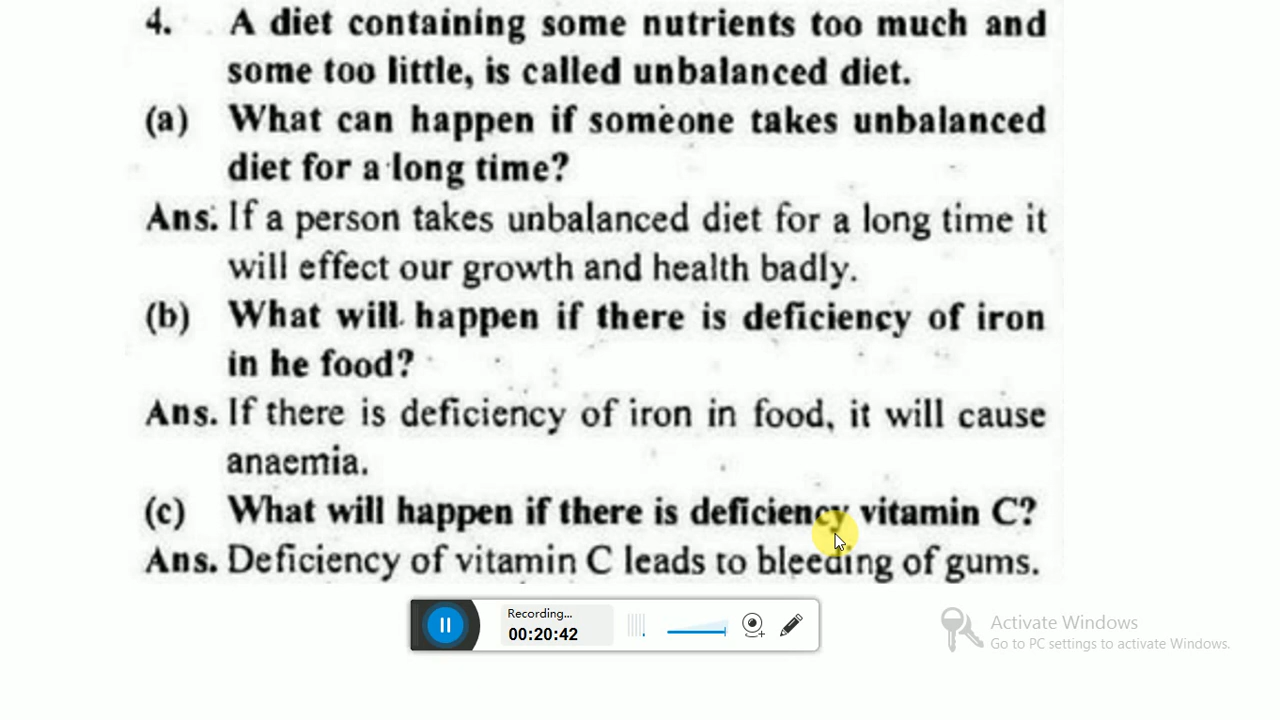 4. A diet containing some nutrients too much and
some too little, is called unbalanced diet.
(a) What can happen if someone takes unbalanced
diet for a long time?
Ans. If a person takes unbalanced diet for a long time it
will effect our growth and health badly.
(b) What will happen if there is deficiency of iron
in he food?
Ans. If there is deficiency of iron in food, it will cause
anaemia.
(c) What will happen if there is deficiency vitamin C?
Ans. Deficiency of vitamin C leads to bleeding of gums.
Recording...
00:20:42
Activate Windows
Go to PC settings to activate Windows.